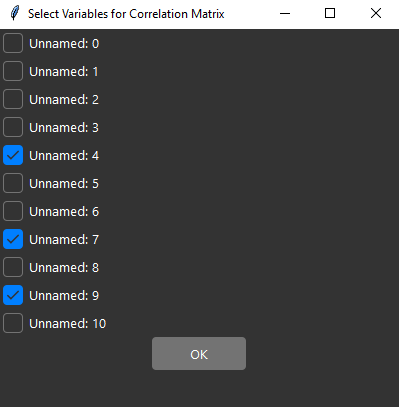 Select Variables for Correlation Matrix
Unnamed: 0
Unnamed: 1
Unnamed: 2
Unnamed: 3
Unnamed: 4
Unnamed: 5
Unnamed: 6
Unnamed: 7
Unnamed: 8
Unnamed: 9
Unnamed: 10
OK